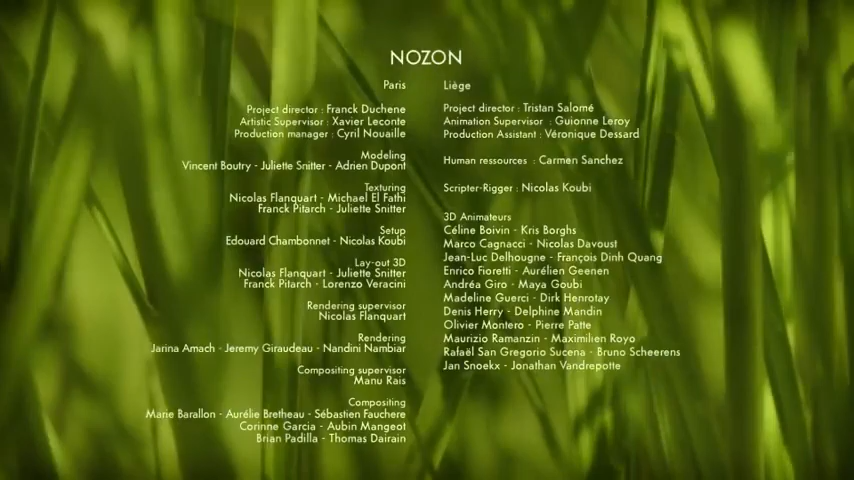 NOZON
Paris
Project director : Franck Duchene
Artistic Supervisor : Xavier Leconte
Production manager : Cyril Nouaille
Modeling
Vincent Boutry - Juliette Snitter - Adrien Dupont
Texturing
Nicolas Flanquart - Michael El Fathi
Franck Pitarch - Juliette Snitter
Setup
Edouard Chambonnet - Nicolas Koubi
Lay-out 3D
Nicolas Flanquart - Juliette Snitter
Franck Pitarch - Lorenzo Veracini
Rendering supervisor
Nicolas Flanquart
Rendering
Jarina Amach - Jeremy Giraudeau - Nandini Nambiar
Compositing supervisor
Manu Rais
Compositing
Marie Barallon - Aurélie Bretheau - Sébastien Fauchere
Corinne Garcia - Aubin Mangeot
Brian Padilla - Thomas Dairain
Liège
Project director : Tristan Salomé
Animation Supervisor : Guionne Leroy
Production Assistant : Véronique Dessard
Human ressources : Carmen Sanchez
Scripter-Rigger : Nicolas Koubi
3D Animateurs
Céline Boivin - Kris Borghs
Marco Cagnacci - Nicolas Davoust
Jean-Luc Delhougne - François Dinh Quang
Enrico Fioretti - Aurélien Geenen
Andréa Giro - Maya Goubi
Madeline Guerci - Dirk Henrotay
Denis Herry - Delphine Mandin
Olivier Montero - Pierre Patte
Maurizio Ramanzin - Maximilien Royo
Rafaël San Gregorio Sucena - Bruno Scheerens
Jan Snoekx - Jonathan Vandrepotte